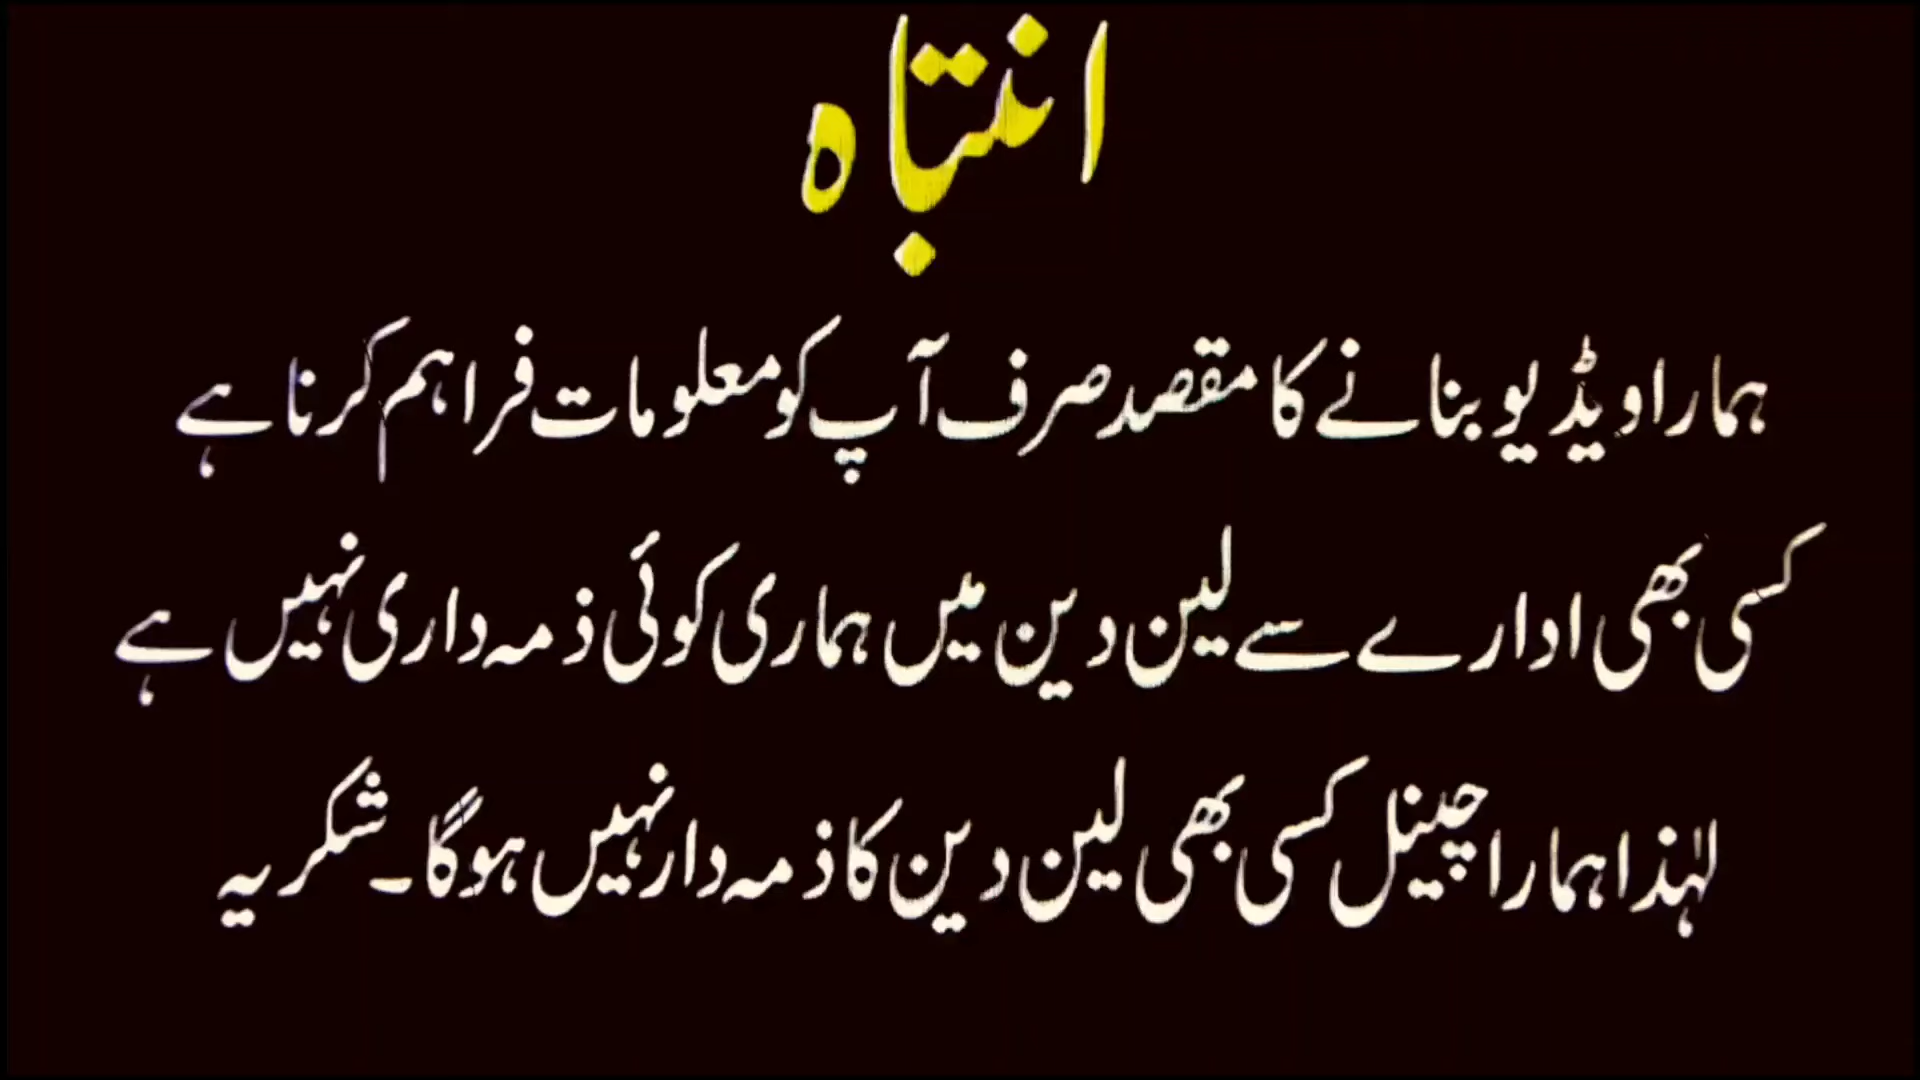 انتباہ
ہمارا ویڈیو بنانے کا مقصد صرف آپ کو معلومات فراہم کرنا ہے
کسی بھی ادارے سے لین دین میں ہماری کوئی ذمہ داری نہیں ہے
لہٰذا ہمارا چینل کسی بھی لین دین کا ذمہ دار نہیں ہوگا۔ شکریہ